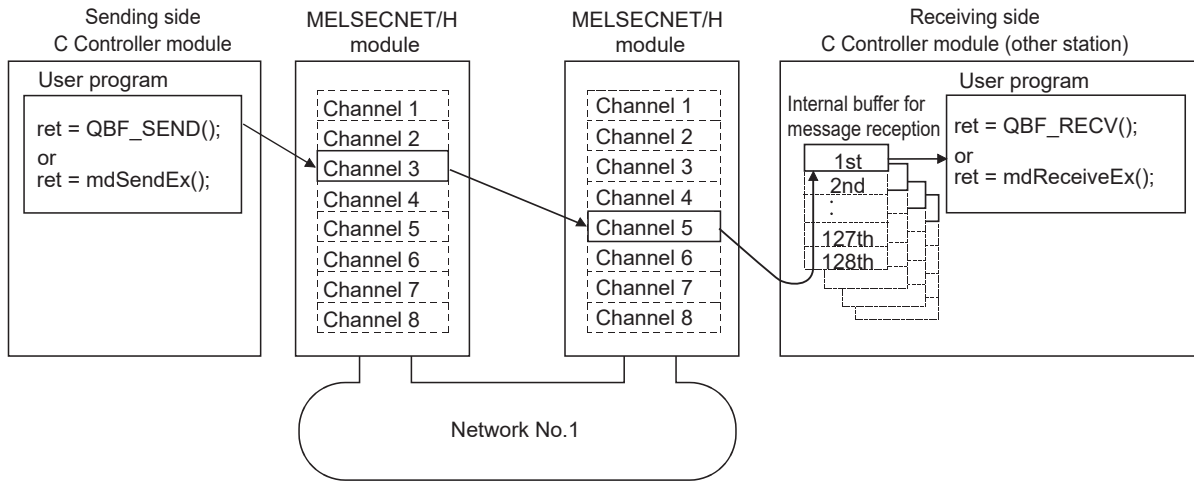 Sending side
C Controller module
User program
ret = QBF_SEND();
or
ret = mdSendEx();
MELSECNET/H
module
Channel 1
Channel 2
Channel 3
Channel 4
Channel 5
Channel 6
Channel 7
Channel 8
MELSECNET/H
module
Channel 1
Channel 2
Channel 3
Channel 4
Channel 5
Channel 6
Channel 7
Channel 8
Receiving side
C Controller module (other station)
Internal buffer for
message reception
1st
2nd
:
127th
128th
User program
ret = QBF_RECV();
or
ret = mdReceiveEx();
Network No.1